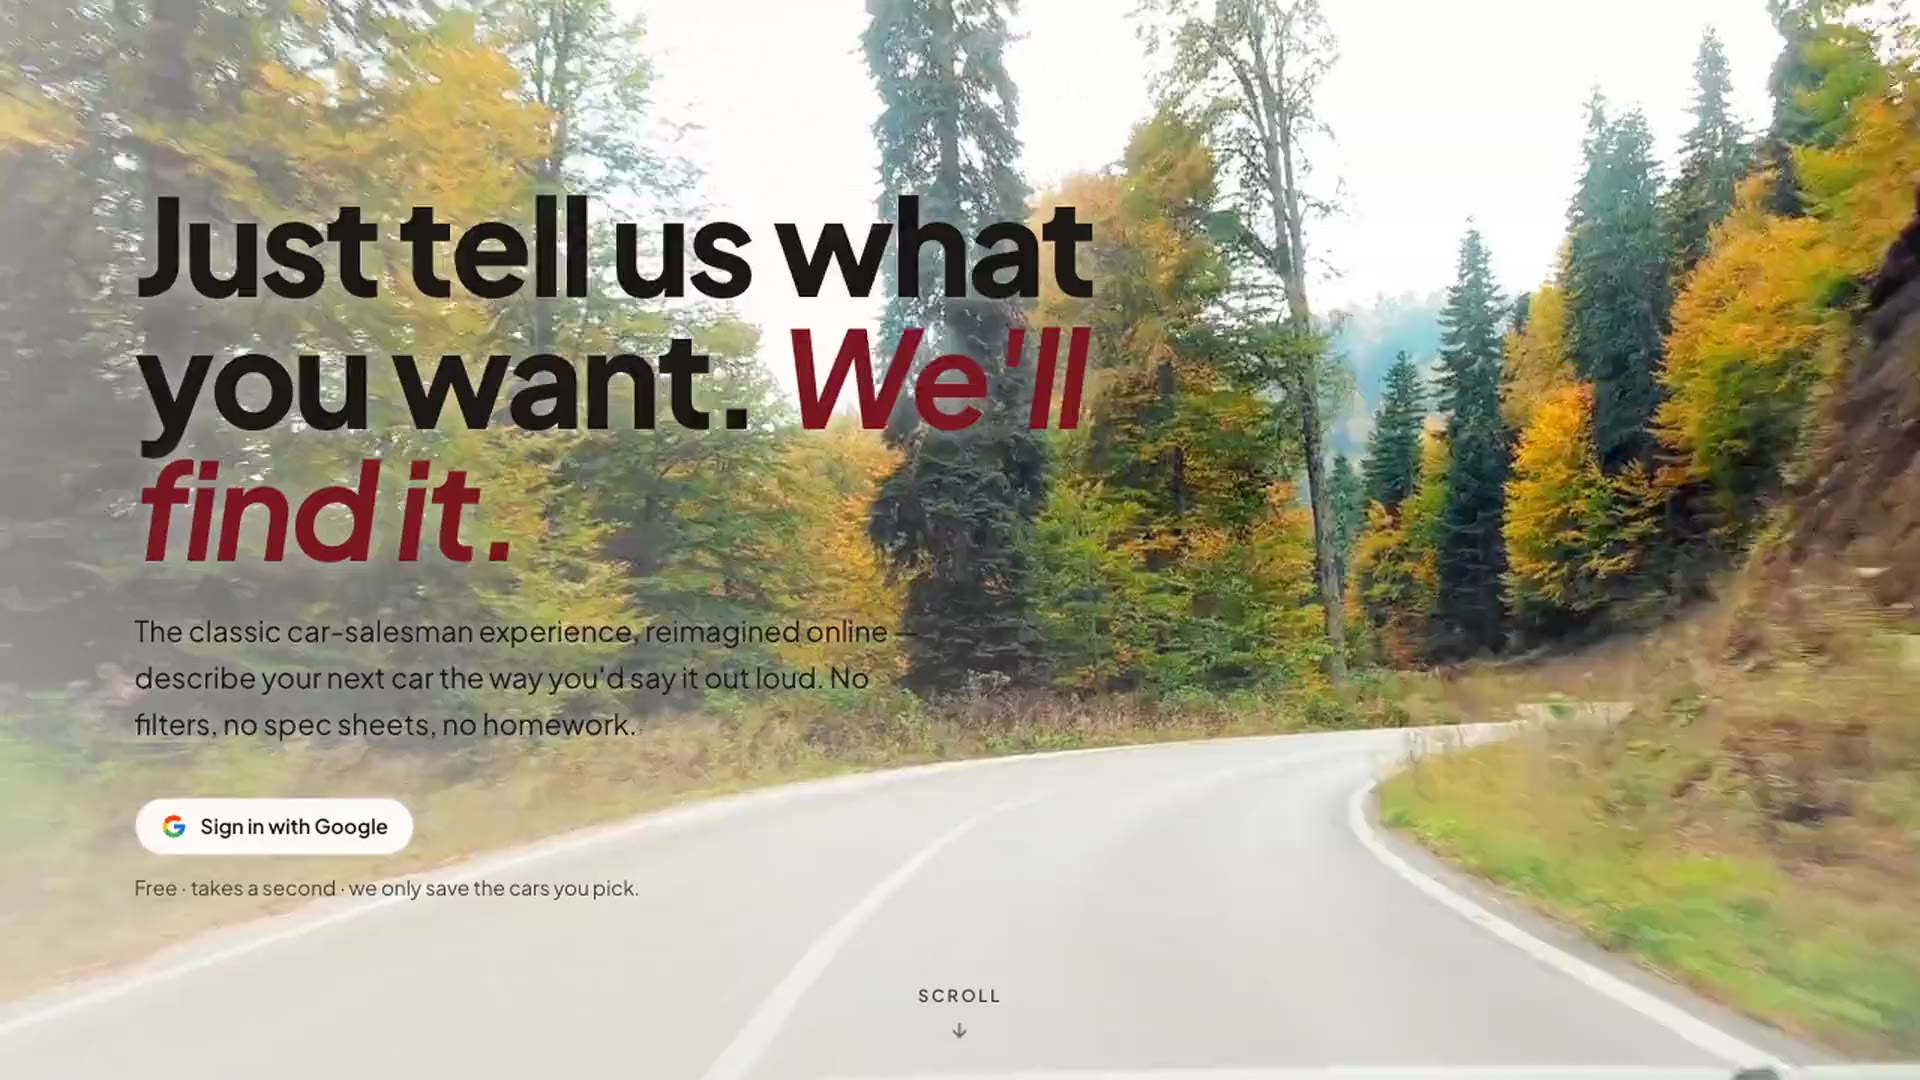 Just tell us what
you want. We'll
find it.
The classic car-salesman experience, reimagined online —
describe your next car the way you'd say it out loud. No
filters, no spec sheets, no homework.
Sign in with Google
Free · takes a second · we only save the cars you pick.
SCROLL